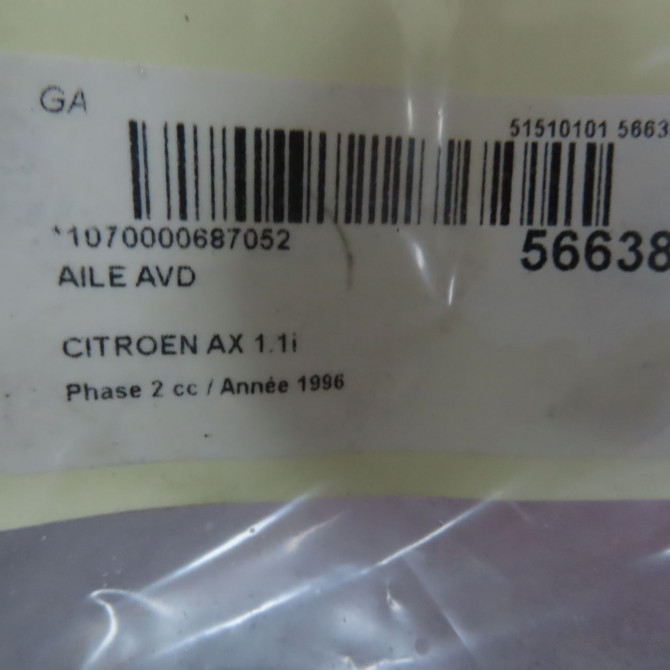 GA
51510101 5663
*1070000687052
56638
AILE AVD
CITROEN AX 1.1i
Phase 2 cc / Année 1996